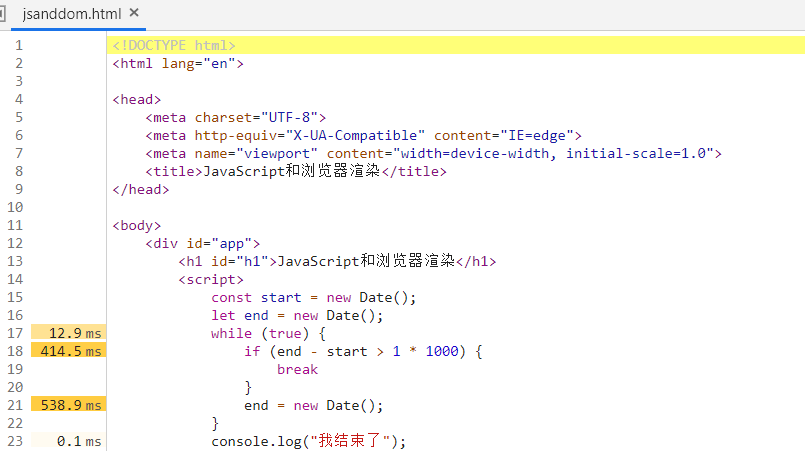 jsanddom.html ×
1 <!DOCTYPE html>
2 <html lang="en">
3
4 <head>
5     <meta charset="UTF-8">
6     <meta http-equiv="X-UA-Compatible" content="IE=edge">
7     <meta name="viewport" content="width=device-width, initial-scale=1.0">
8     <title>JavaScript和浏览器渲染</title>
9 </head>
10
11 <body>
12     <div id="app">
13         <h1 id="h1">JavaScript和浏览器渲染</h1>
14         <script>
15             const start = new Date();
16             let end = new Date();
17 12.9 ms             while (true) {
18 414.5 ms                 if (end - start > 1 * 1000) {
19                     break
20                 }
21 538.9 ms                 end = new Date();
22             }
23 0.1 ms             console.log("我结束了");